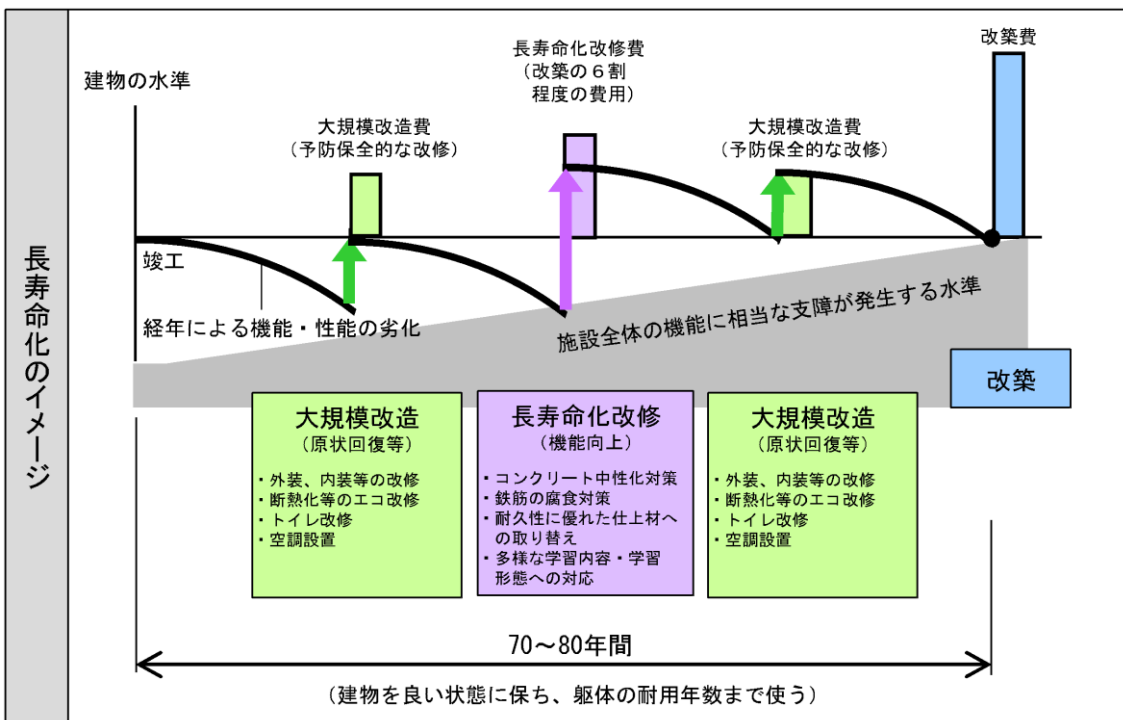 長寿命化のイメージ
建物の水準
大規模改造費
（予防保全的な改修）
長寿命化改修費
（改築の６割
程度の費用）
大規模改造費
（予防保全的な改修）
改築費
竣工
経年による機能・性能の劣化
施設全体の機能に相当な支障が発生する水準
改築
大規模改造
（原状回復等）
・外装、内装等の改修
・断熱化等のエコ改修
・トイレ改修
・空調設置
長寿命化改修
（機能向上）
・コンクリート中性化対策
・鉄筋の腐食対策
・耐久性に優れた仕上材へ
の取り替え
・多様な学習内容・学習
形態への対応
大規模改造
（原状回復等）
・外装、内装等の改修
・断熱化等のエコ改修
・トイレ改修
・空調設置
70～80年間
（建物を良い状態に保ち、躯体の耐用年数まで使う）